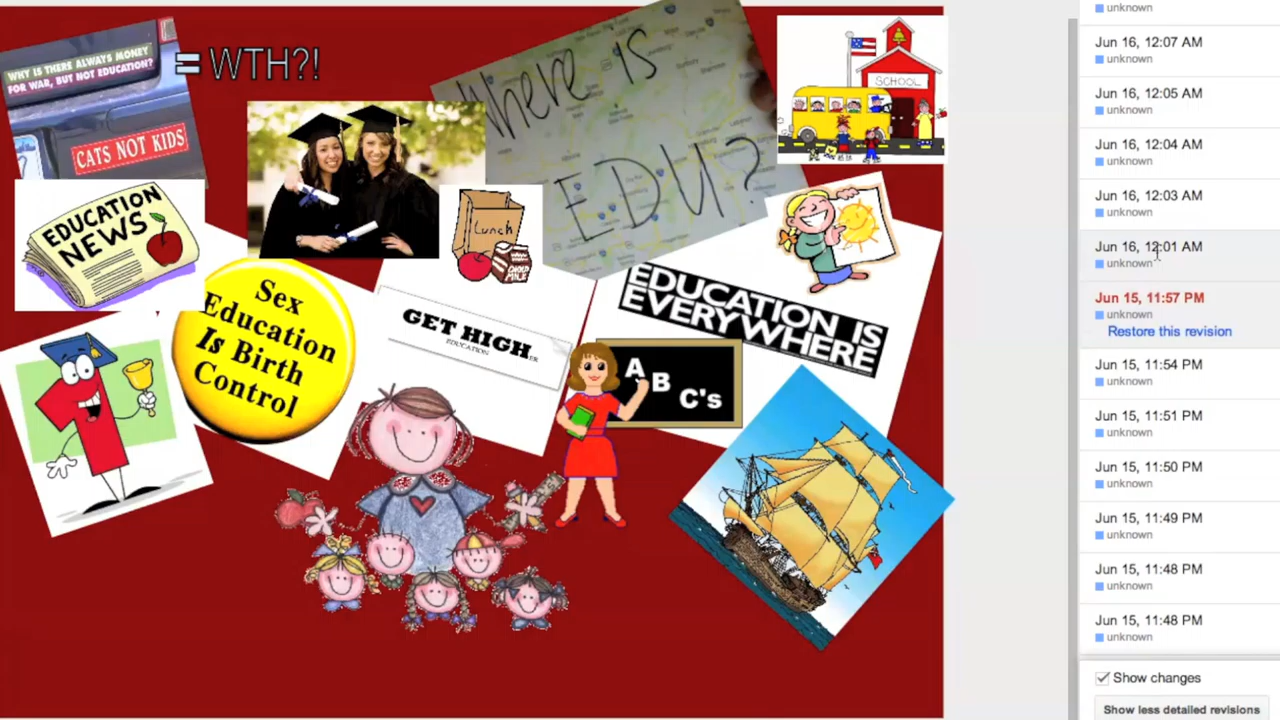 WHY IS THERE ALWAYS MONEY
FOR WAR, BUT NOT EDUCATION?
CATS NOT KIDS
= WTH?!
Where is
EDU?
SCHOOL
EDUCATION
NEWS
Lunch
CHOCO
MILK
Sex
Education
Is Birth
Control
GET HIGHER
EDUCATION
EDUCATION IS
EVERYWHERE
A B C's
unknown
Jun 16, 12:07 AM
unknown
Jun 16, 12:05 AM
unknown
Jun 16, 12:04 AM
unknown
Jun 16, 12:03 AM
unknown
Jun 16, 12:01 AM
unknown
Jun 15, 11:57 PM
unknown
Restore this revision
Jun 15, 11:54 PM
unknown
Jun 15, 11:51 PM
unknown
Jun 15, 11:50 PM
unknown
Jun 15, 11:49 PM
unknown
Jun 15, 11:48 PM
unknown
Jun 15, 11:48 PM
unknown
Show changes
Show less detailed revisions